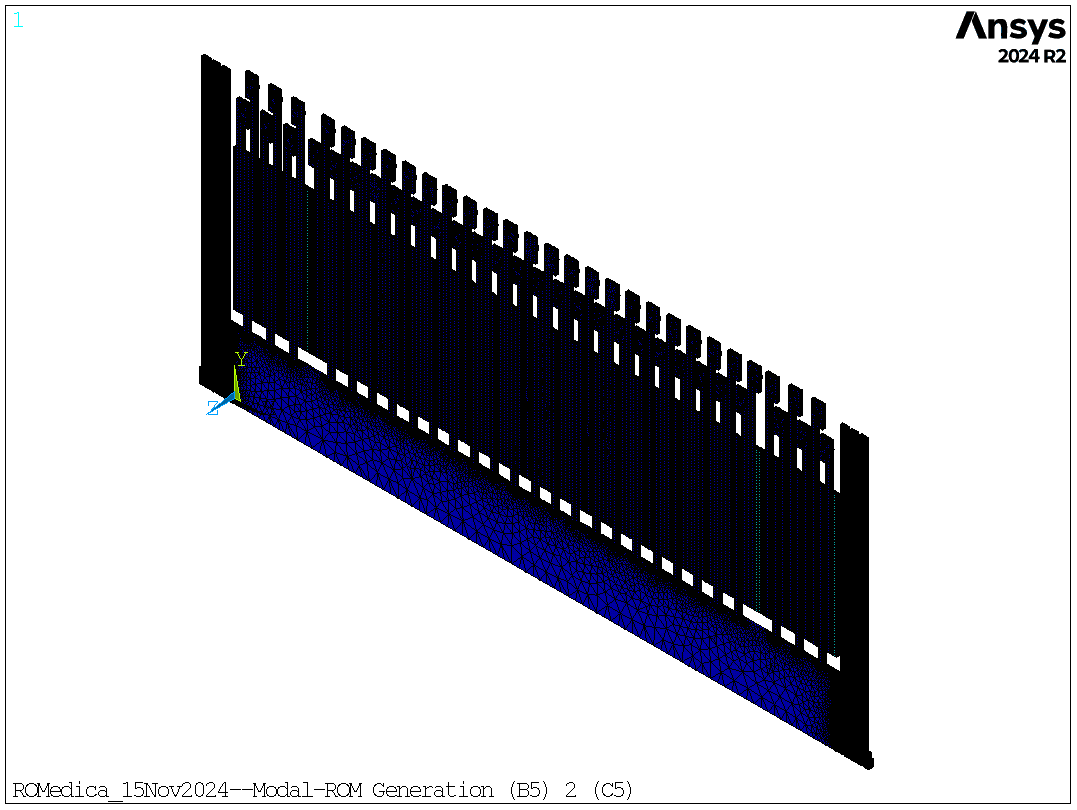 1
Ansys
2024 R2
Y
Z
ROMedica_15Nov2024--Modal-ROM Generation (B5) 2 (C5)